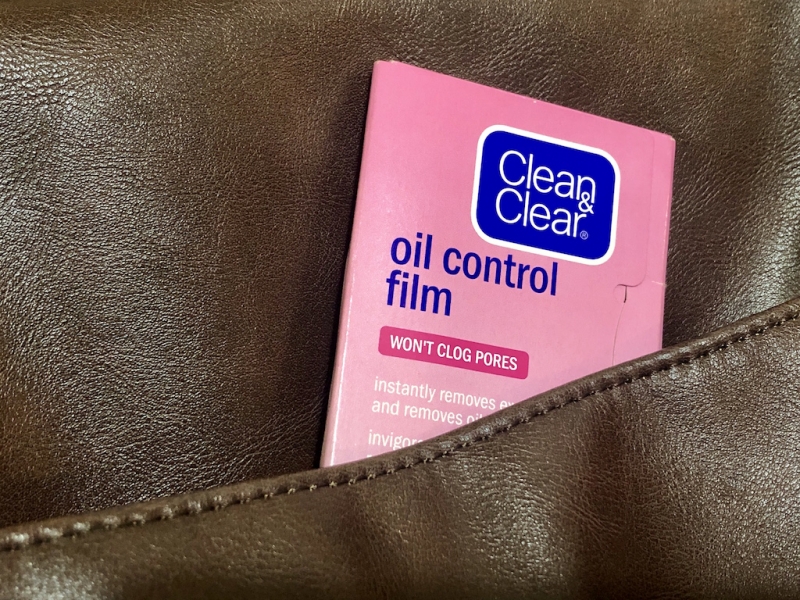 Clean
&
Clear®
oil control
film
WON'T CLOG PORES
instantly removes
and removes